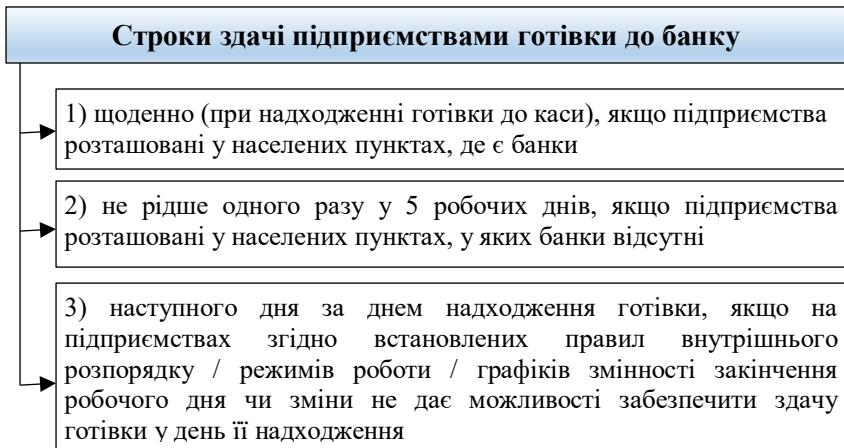 Строки здачі підприємствами готівки до банку
1) щоденно (при надходженні готівки до каси), якщо підприємства
розташовані у населених пунктах, де є банки
2) не рідше одного разу у 5 робочих днів, якщо підприємства
розташовані у населених пунктах, у яких банки відсутні
3) наступного дня за днем надходження готівки, якщо на
підприємствах згідно встановлених правил внутрішнього
розпорядку / режимів роботи / графіків змінності закінчення
робочого дня чи зміни не дає можливості забезпечити здачу
готівки у день її надходження